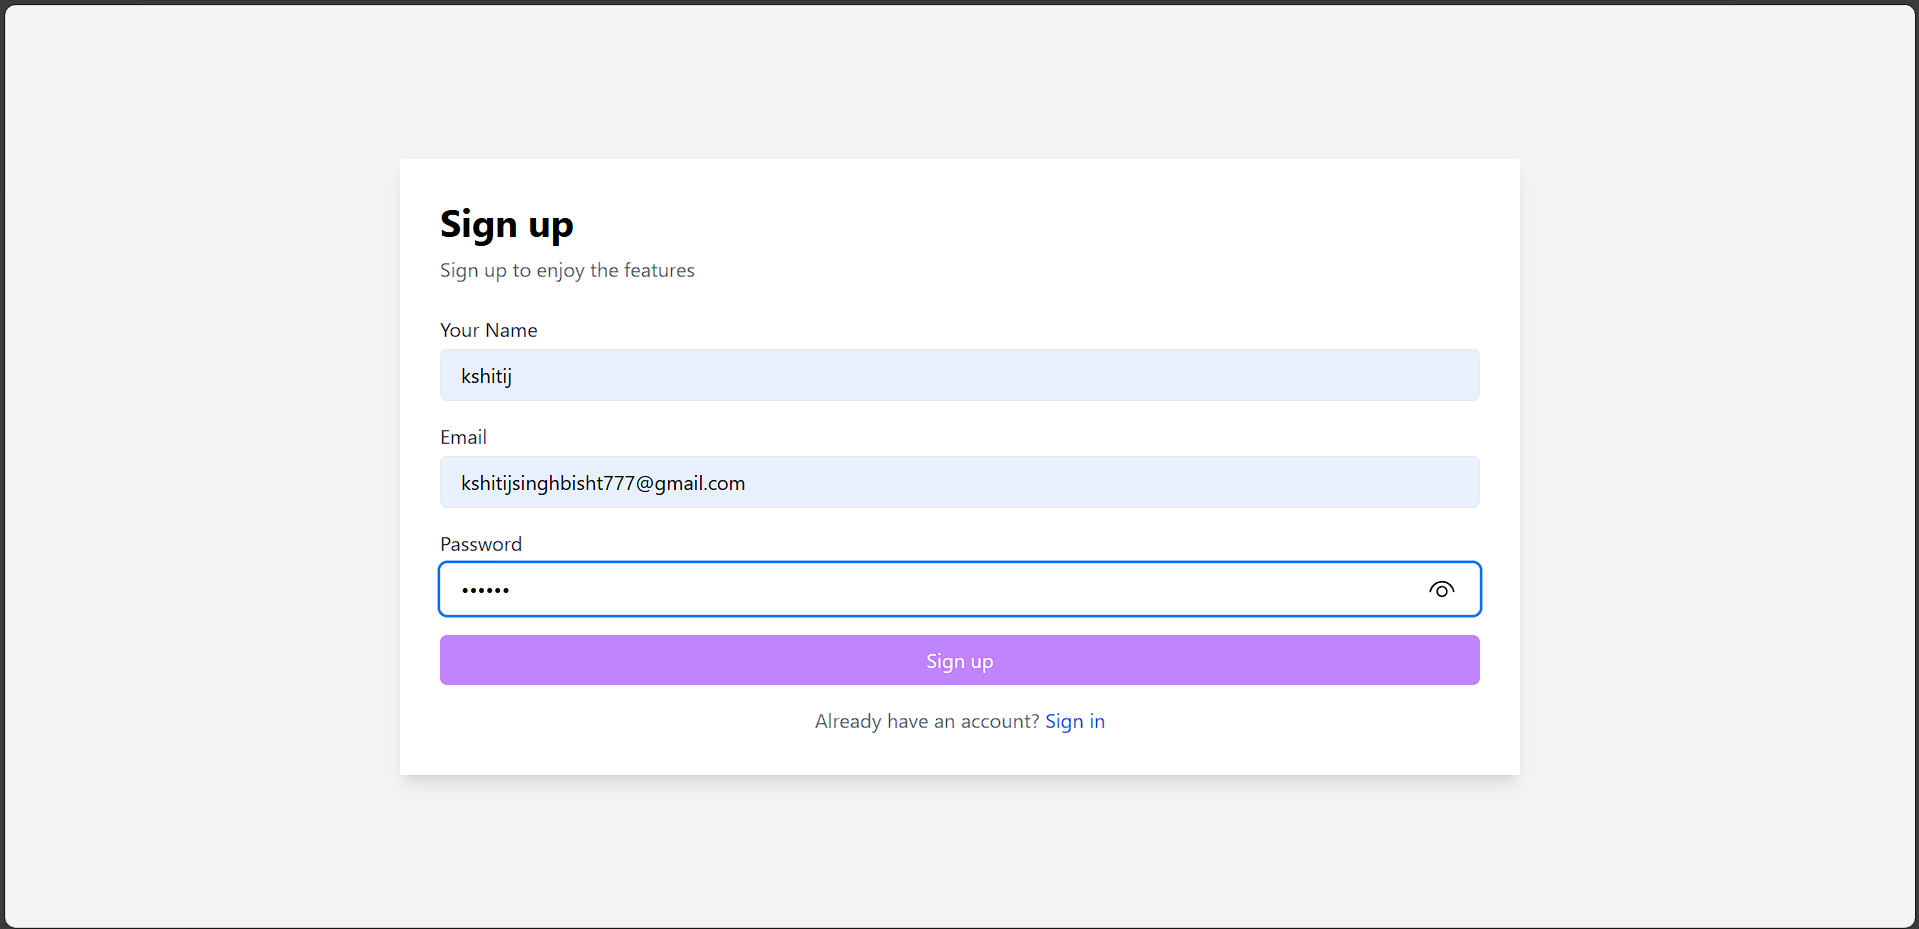 Sign up
Sign up to enjoy the features
Your Name
kshitij
Email
kshitijsinghbisht777@gmail.com
Password
••••••
Sign up
Already have an account? Sign in